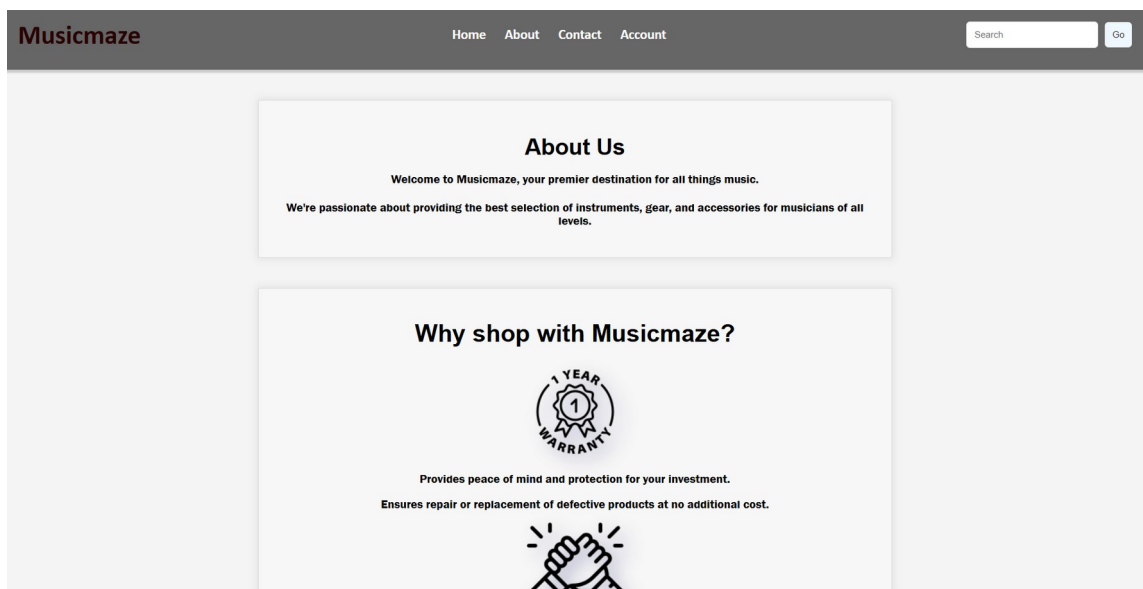 Musicmaze
Home About Contact Account
Search
Go
About Us
Welcome to Musicmaze, your premier destination for all things music.
We're passionate about providing the best selection of instruments, gear, and accessories for musicians of all
levels.
Why shop with Musicmaze?
1 YEAR
1
WARRANTY
Provides peace of mind and protection for your investment.
Ensures repair or replacement of defective products at no additional cost.